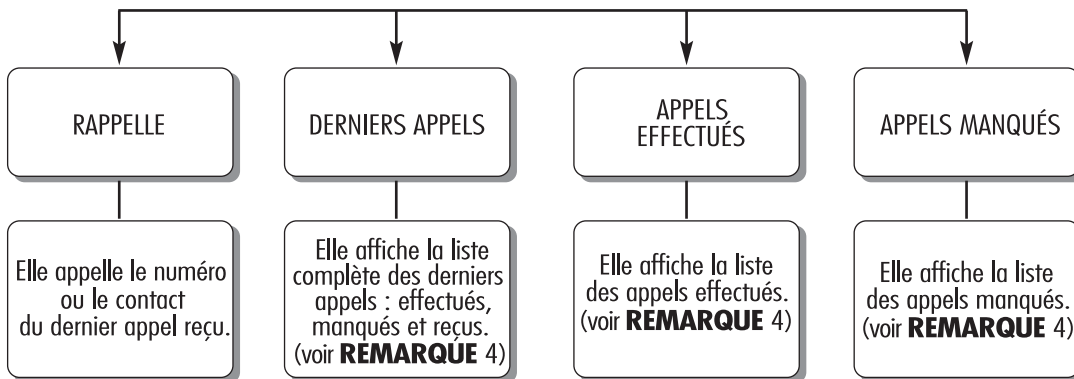 RAPPELLE
DERNIERS APPELS
APPELS
EFFECTUÉS
APPELS MANQUÉS
Elle appelle le numéro
ou le contact
du dernier appel reçu.
Elle affiche la liste
complète des derniers
appels : effectués,
manqués et reçus.
(voir REMARQUE 4)
Elle affiche la liste
des appels effectués.
(voir REMARQUE 4)
Elle affiche la liste
des appels manqués.
(voir REMARQUE 4)